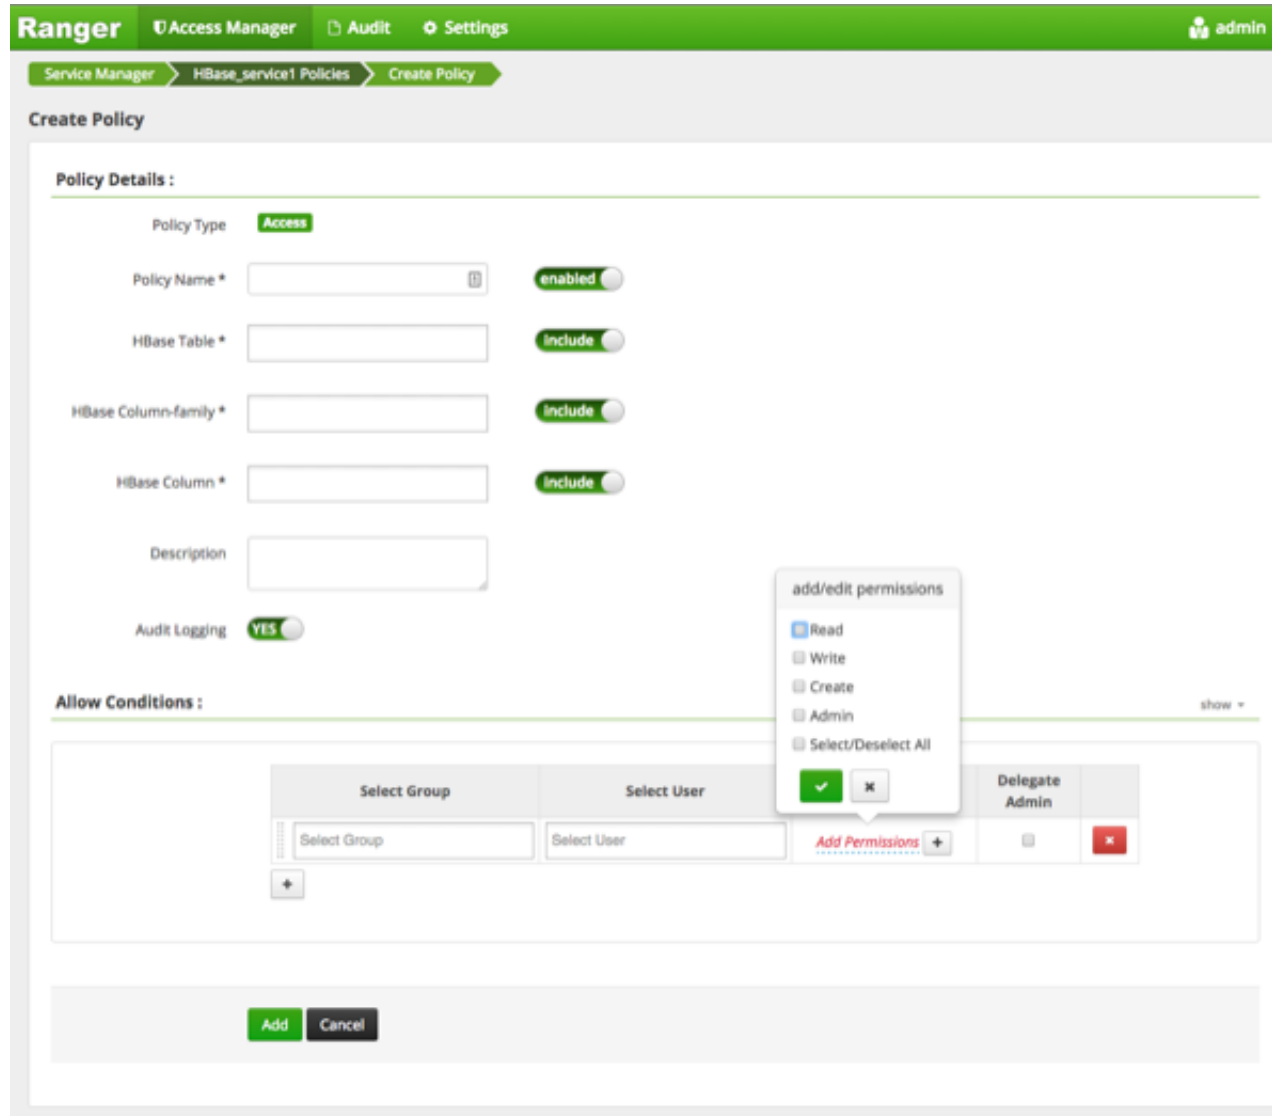 Ranger Access Manager Audit Settings admin
Service Manager HBase_service1 Policies Create Policy
Create Policy
Policy Details :
Policy Type Access
Policy Name * enabled
HBase Table * include
HBase Column-family * include
HBase Column * include
Description
Audit Logging YES
add/edit permissions
Read
Write
Create
Admin
Select/Deselect All
Allow Conditions : show
Select Group Select User Delegate Admin
Select Group Select User Add Permissions +
+
Add Cancel